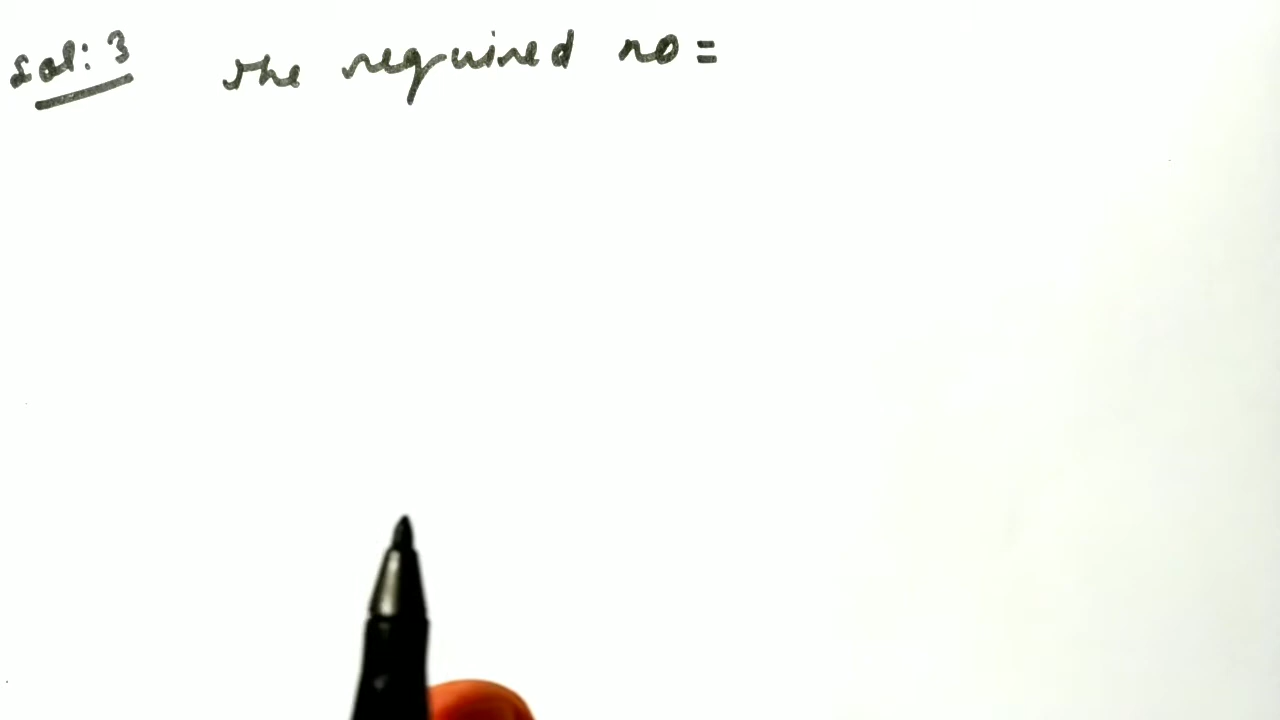 Sol: 3 The required no =